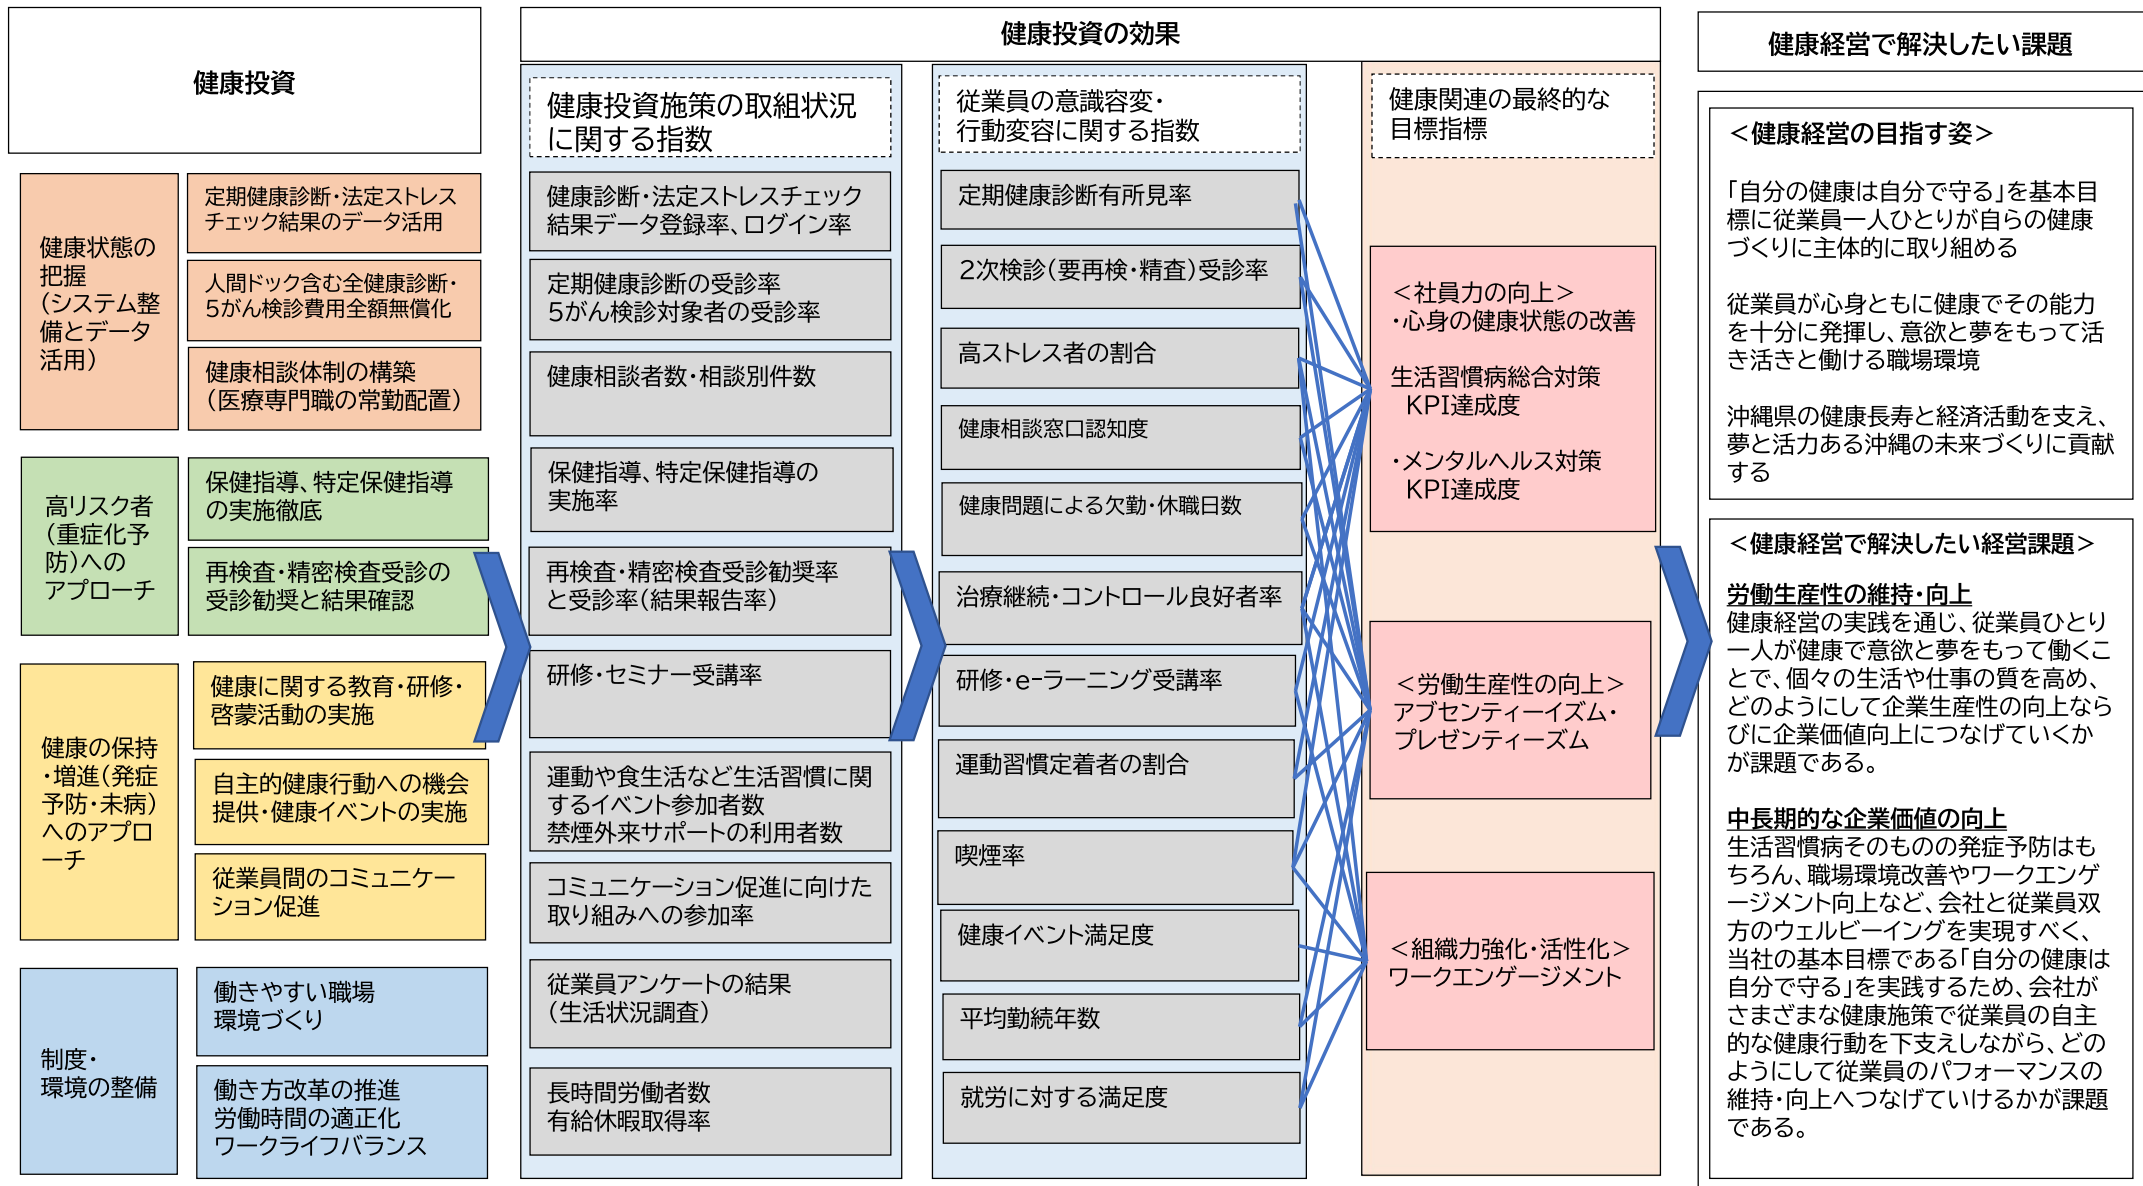 健康投資
健康投資の効果
健康経営で解決したい課題
健康状態の
把握
（システム整
備とデータ
活用）
定期健康診断・法定ストレス
チェック結果のデータ活用
人間ドック含む全健康診断・
5がん検診費用全額無償化
健康相談体制の構築
（医療専門職の常勤配置）
高リスク者
（重症化予
防）への
アプローチ
保健指導、特定保健指導
の実施徹底
再検査・精密検査受診の
受診勧奨と結果確認
健康の保持
・増進（発症
予防・未病）
へのアプロ
ーチ
健康に関する教育・研修・
啓蒙活動の実施
自主的健康行動への機会
提供・健康イベントの実施
従業員間のコミュニケー
ション促進
制度・
環境の整備
働きやすい職場
環境づくり
働き方改革の推進
労働時間の適正化
ワークライフバランス
健康投資施策の取組状況
に関する指数
健康診断・法定ストレスチェック
結果データ登録率、ログイン率
定期健康診断の受診率
5がん検診対象者の受診率
健康相談者数・相談別件数
保健指導、特定保健指導の
実施率
再検査・精密検査受診勧奨率
と受診率（結果報告率）
研修・セミナー受講率
運動や食生活など生活習慣に関
するイベント参加者数
禁煙外来サポートの利用者数
コミュニケーション促進に向けた
取り組みへの参加率
従業員アンケートの結果
（生活状況調査）
長時間労働者数
有給休暇取得率
従業員の意識容変・
行動変容に関する指数
定期健康診断有所見率
2次検診（要再検・精査）受診率
高ストレス者の割合
健康相談窓口認知度
健康問題による欠勤・休職日数
治療継続・コントロール良好者率
研修・e-ラーニング受講率
運動習慣定着者の割合
喫煙率
健康イベント満足度
平均勤続年数
就労に対する満足度
健康関連の最終的な
目標指標
＜社員力の向上＞
・心身の健康状態の改善
生活習慣病総合対策
KPI達成度
・メンタルヘルス対策
KPI達成度
＜労働生産性の向上＞
アブセンティーイズム・
プレゼンティーズム
＜組織力強化・活性化＞
ワークエンゲージメント
＜健康経営の目指す姿＞
「自分の健康は自分で守る」を基本目
標に従業員一人ひとりが自らの健康
づくりに主体的に取り組める
従業員が心身ともに健康でその能力
を十分に発揮し、意欲と夢をもって活
き活きと働ける職場環境
沖縄県の健康長寿と経済活動を支え、
夢と活力ある沖縄の未来づくりに貢献
する
＜健康経営で解決したい経営課題＞
労働生産性の維持・向上
健康経営の実践を通じ、従業員ひとり
一人が健康で意欲と夢をもって働くこ
とで、個々の生活や仕事の質を高め、
どのようにして企業生産性の向上なら
びに企業価値向上につなげていくか
が課題である。
中長期的な企業価値の向上
生活習慣病そのものの発症予防はも
ちろん、職場環境改善やワークエンゲ
ージメント向上など、会社と従業員双
方のウェルビーイングを実現すべく、
当社の基本目標である「自分の健康は
自分で守る」を実践するため、会社が
さまざまな健康施策で従業員の自主
的な健康行動を下支えしながら、どの
ようにして従業員のパフォーマンスの
維持・向上へつなげていけるかが課題
である。